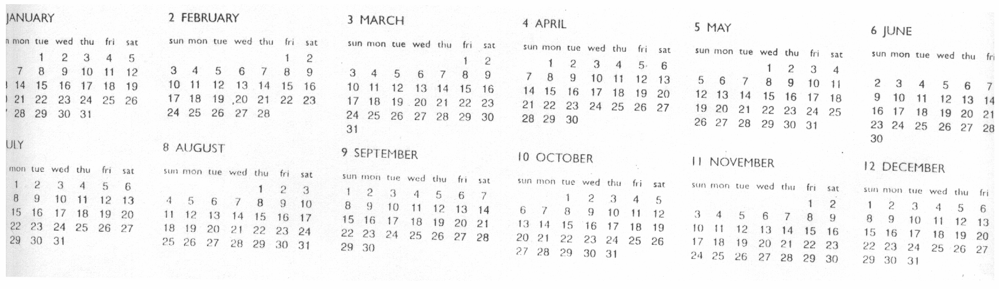 JANUARY
mon tue wed thu fri sat
1 2 3 4 5
7 8 9 10 11 12
14 15 16 17 18 19
21 22 23 24 25 26
28 29 30 31
2 FEBRUARY
sun mon tue wed thu fri sat
1 2
3 4 5 6 7 8 9
10 11 12 13 14 15 16
17 18 19 20 21 22 23
24 25 26 27 28
3 MARCH
sun mon tue wed thu fri sat
1 2
3 4 5 6 7 8 9
10 11 12 13 14 15 16
17 18 19 20 21 22 23
24 25 26 27 28 29 30
31
4 APRIL
sun mon tue wed thu fri sat
1 2 3 4 5 6
7 8 9 10 11 12 13
14 15 16 17 18 19 20
21 22 23 24 25 26 27
28 29 30
5 MAY
sun mon tue wed thu fri sat
1 2 3 4
5 6 7 8 9 10 11
12 13 14 15 16 17 18
19 20 21 22 23 24 25
26 27 28 29 30 31
6 JUNE
sun mon tue wed thu fri
2 3 4 5 6 7
9 10 11 12 13 14
16 17 18 19 20 21
23 24 25 26 27 28
30
ULY
mon tue wed thu fri sat
1 2 3 4 5 6
8 9 10 11 12 13
15 16 17 18 19 20
22 23 24 25 26 27
29 30 31
8 AUGUST
sun mon tue wed thu fri sat
1 2 3
4 5 6 7 8 9 10
11 12 13 14 15 16 17
18 19 20 21 22 23 24
25 26 27 28 29 30 31
9 SEPTEMBER
sun mon tue wed thu fri sat
1 2 3 4 5 6 7
8 9 10 11 12 13 14
15 16 17 18 19 20 21
22 23 24 25 26 27 28
29 30
10 OCTOBER
sun mon tue wed thu fri sat
1 2 3 4 5
6 7 8 9 10 11 12
13 14 15 16 17 18 19
20 21 22 23 24 25 26
27 28 29 30 31
11 NOVEMBER
sun mon tue wed thu fri sat
1 2
3 4 5 6 7 8 9
10 11 12 13 14 15 16
17 18 19 20 21 22 23
24 25 26 27 28 29 30
12 DECEMBER
sun mon tue wed thu fri
1 2 3 4 5 6
8 9 10 11 12 13
15 16 17 18 19 20
22 23 24 25 26 27
29 30 31